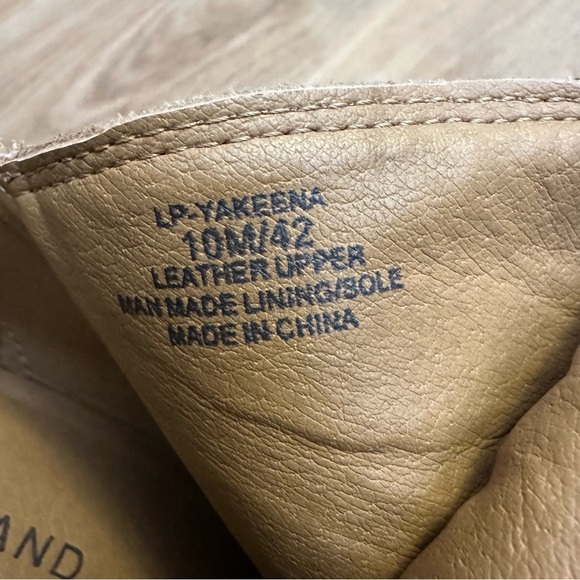 LP-YAKEENA
10M/42
LEATHER UPPER
MAN MADE LINING/SOLE
MADE IN CHINA
AND